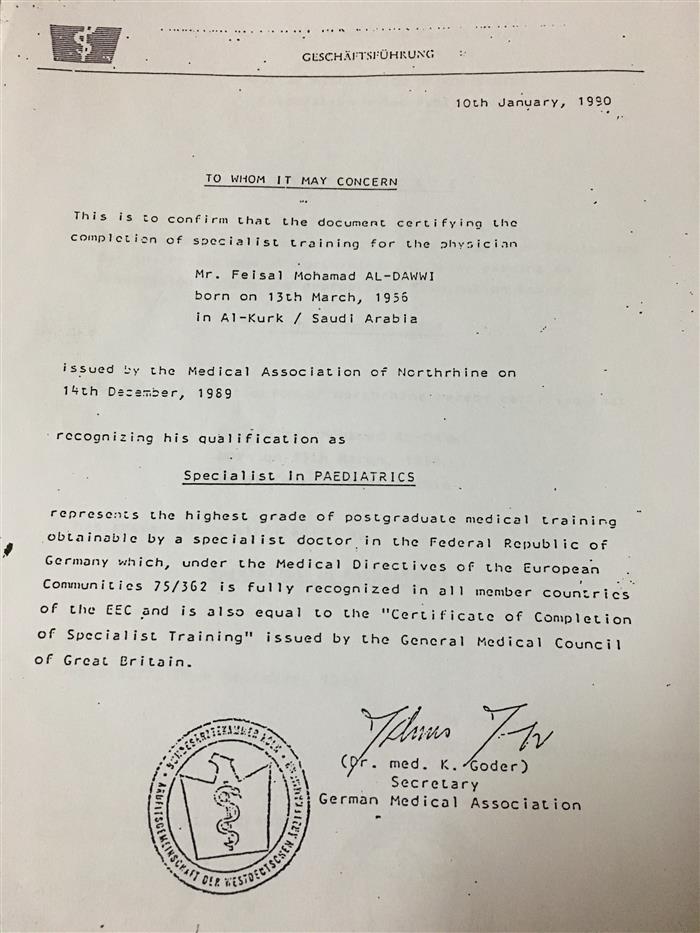 GESCHÄFTSFÜHRUNG
10th January, 1990
TO WHOM IT MAY CONCERN
This is to confirm that the document certifying the
completion of specialist training for the physician
Mr. Feisal Mohamad AL-DAWWI
born on 13th March, 1956
in Al-Kurk / Saudi Arabia
issued by the Medical Association of Northrhine on
14th December, 1989
recognizing his qualification as
Specialist in PAEDIATRICS
represents the highest grade of postgraduate medical training
obtainable by a specialist doctor in the Federal Republic of
Germany which, under the Medical Directives of the European
Communities 75/362 is fully recognized in all member countries
of the EEC and is also equal to the "Certificate of Completion
of Specialist Training" issued by the General Medical Council
of Great Britain.
(Dr. med. K. Goder)
Secretary
German Medical Association
BUNDESÄRZTEKAMMER KÖLN
ARBEITSGEMEINSCHAFT DER WESTDEUTSCHEN